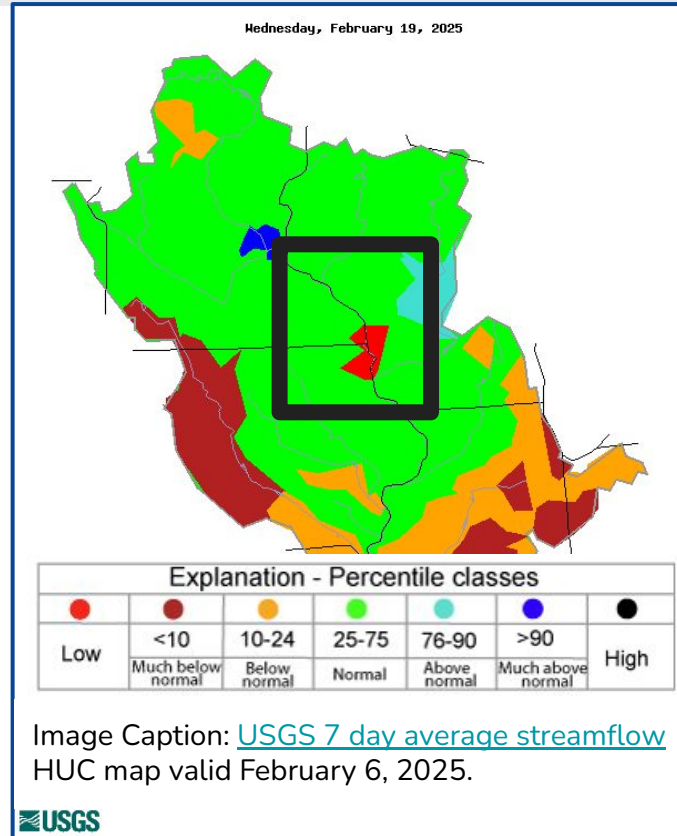 Wednesday, February 19, 2025
Explanation - Percentile classes
Low
<10
10-24
25-75
76-90
>90
High
Much below normal
Below normal
Normal
Above normal
Much above normal
Image Caption: USGS 7 day average streamflow
HUC map valid February 6, 2025.
USGS